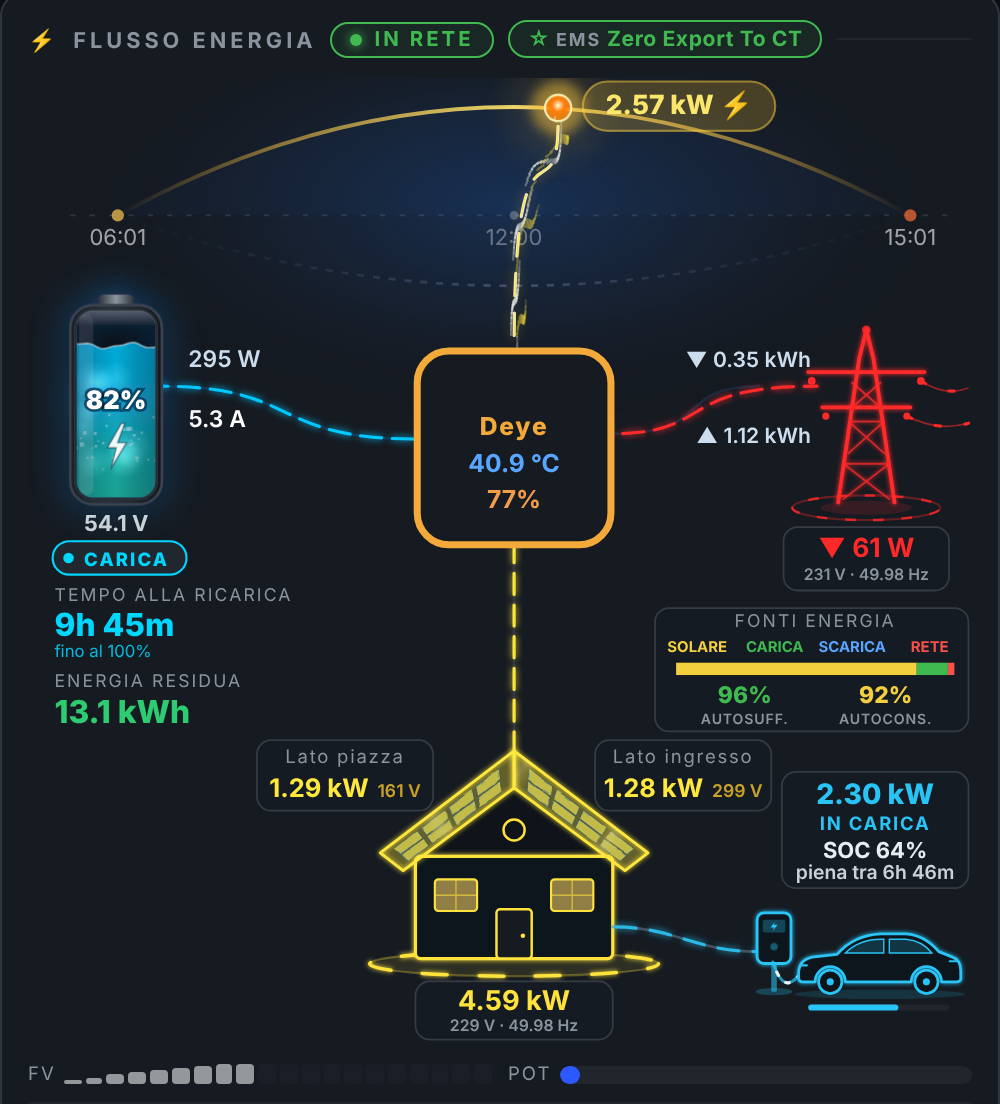 FLUSSO ENERGIA
IN RETE
EMS Zero Export To CT
2.57 kW
06:01
12:00
15:01
82%
295 W
5.3 A
54.1 V
CARICA
TEMPO ALLA RICARICA
9h 45m
fino al 100%
ENERGIA RESIDUA
13.1 kWh
Deye
40.9 °C
77%
▼ 0.35 kWh
▲ 1.12 kWh
▼ 61 W
231 V · 49.98 Hz
FONTI ENERGIA
SOLARE CARICA SCARICA RETE
96% 92%
AUTOSUFF. AUTOCONS.
Lato piazza
1.29 kW 161 V
Lato ingresso
1.28 kW 299 V
2.30 kW
IN CARICA
SOC 64%
piena tra 6h 46m
4.59 kW
229 V · 49.98 Hz
FV
POT